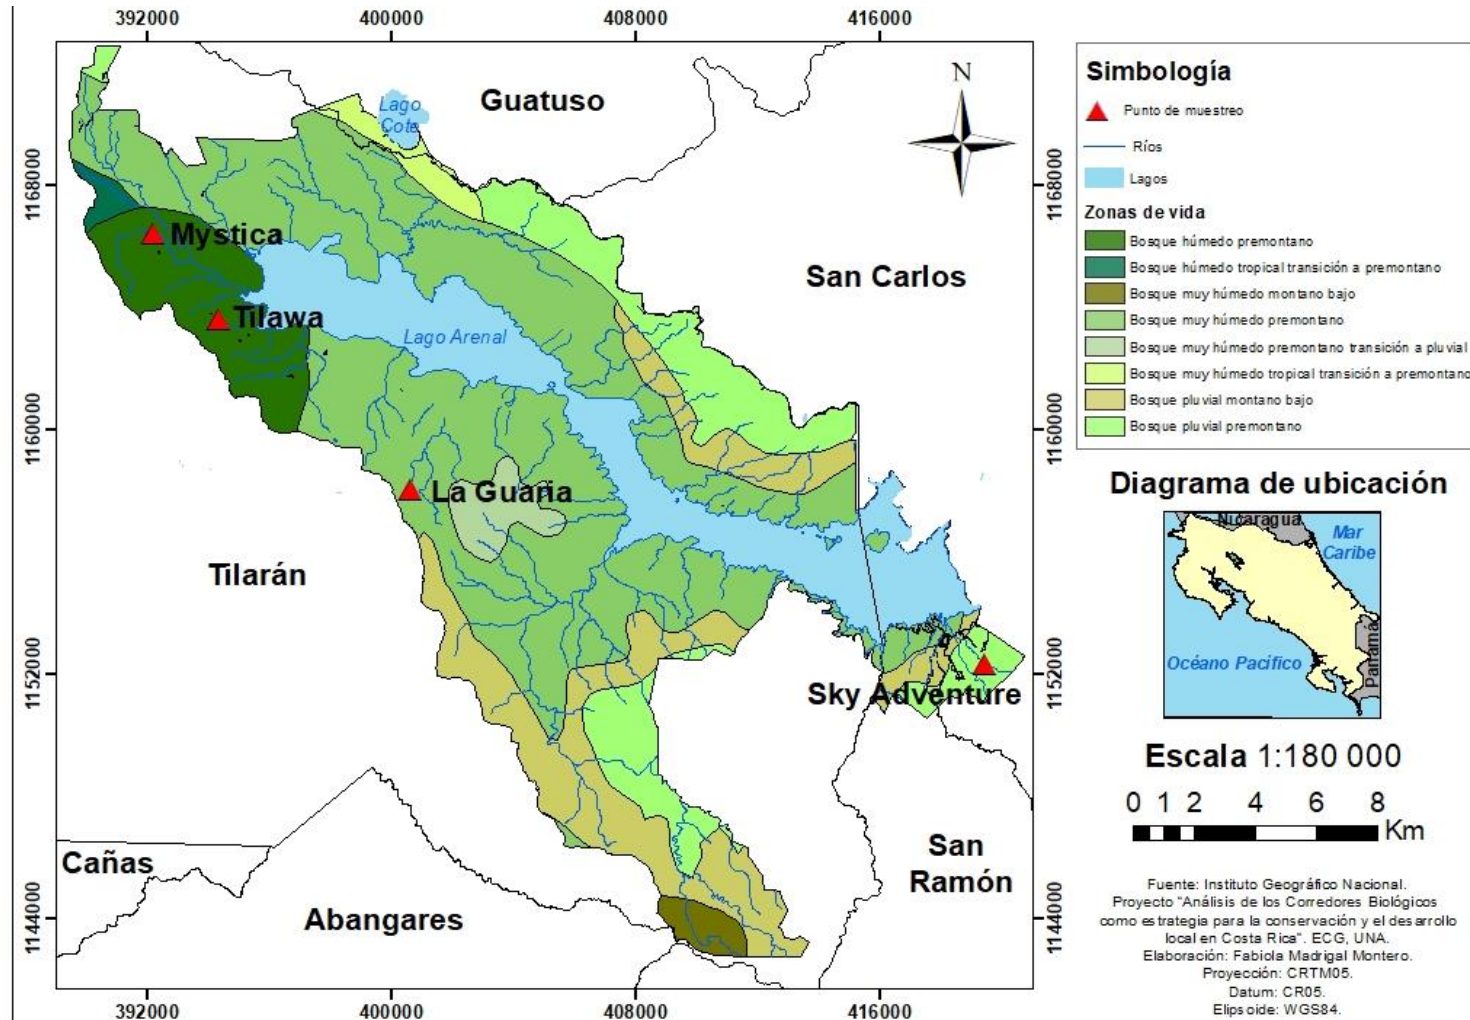 392000
400000
408000
416000
1168000
1160000
1152000
1144000
Guatuso
Lago
Cote
N
Mystica
San Carlos
Tilawa
Lago Arenal
La Guaria
Tilarán
Sky Adventure
San
Ramón
Cañas
Abangares
1168000
1160000
1152000
1144000
392000
400000
408000
416000
Simbología
Punto de muestreo
Ríos
Lagos
Zonas de vida
Bosque húmedo premontano
Bosque húmedo tropical transición a premontano
Bosque muy húmedo montano bajo
Bosque muy húmedo premontano
Bosque muy húmedo premontano transición a pluvial
Bosque muy húmedo tropical transición a premontano
Bosque pluvial montano bajo
Bosque pluvial premontano
Diagrama de ubicación
Nicaragua
Mar
Caribe
Océano Pacífico
Panamá
Escala 1:180 000
0 1 2 4 6 8
Km
Fuente: Instituto Geográfico Nacional.
Proyecto "Análisis de los Corredores Biológicos
como estrategia para la conservación y el desarrollo
local en Costa Rica". ECG, UNA.
Elaboración: Fabiola Madrigal Montero.
Proyección: CRTM05.
Datum: CR05.
Elipsoide: WGS84.